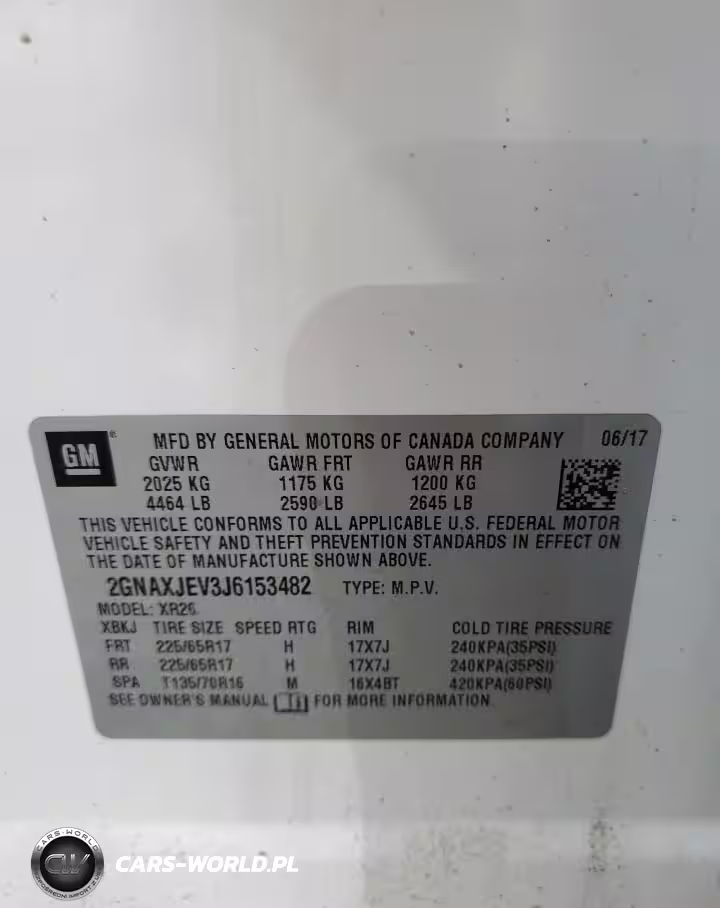 GM
MFD BY GENERAL MOTORS OF CANADA COMPANY 06/17
GVWR GAWR FRT GAWR RR
2025 KG 1175 KG 1200 KG
4464 LB 2590 LB 2645 LB
THIS VEHICLE CONFORMS TO ALL APPLICABLE U.S. FEDERAL MOTOR
VEHICLE SAFETY AND THEFT PREVENTION STANDARDS IN EFFECT ON
THE DATE OF MANUFACTURE SHOWN ABOVE.
2GNAXJEV3J6153482 TYPE: M.P.V.
MODEL: XR26
XBKJ TIRE SIZE SPEED RTG RIM COLD TIRE PRESSURE
FRT 225/65R17 H 17X7J 240KPA(35PSI)
RR 225/65R17 H 17X7J 240KPA(35PSI)
SPA T135/70R16 M 16X4BT 420KPA(60PSI)
SEE OWNER'S MANUAL FOR MORE INFORMATION.
CARS-WORLD
CW
CARS-WORLD.PL